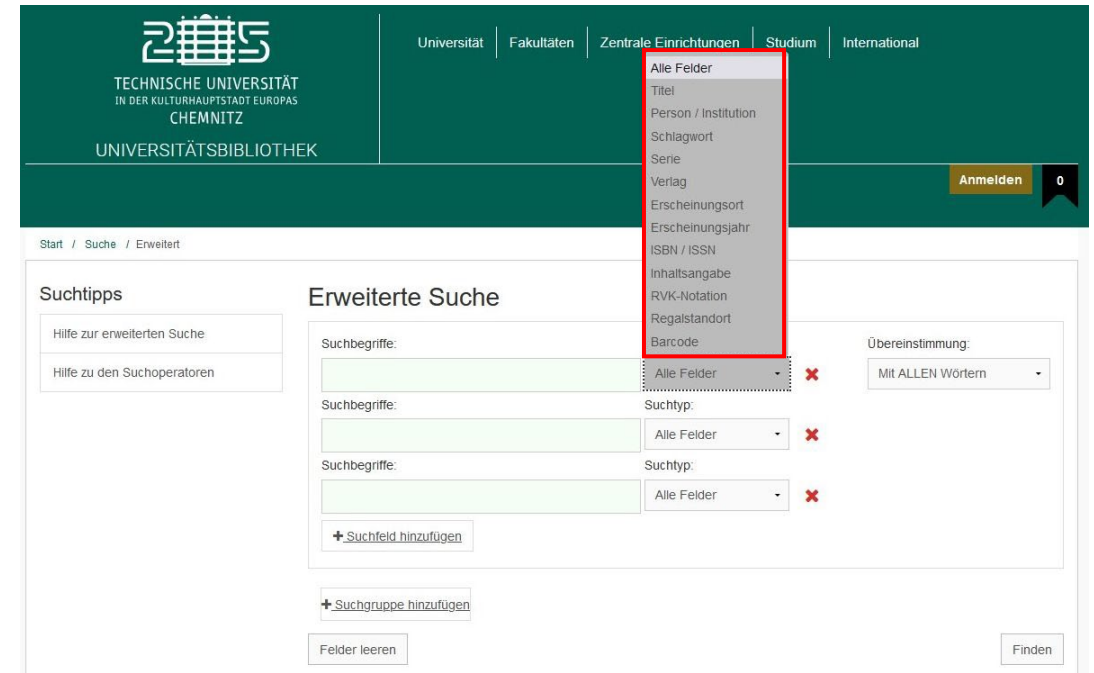 TECHNISCHE UNIVERSITÄT
IN DER KULTURHAUPTSTADT EUROPAS
CHEMNITZ
UNIVERSITÄTSBIBLIOTHEK
Universität
Fakultäten
Zentrale Einrichtungen
Studium
International
Anmelden
0
Start / Suche / Erweitert
Suchtipps
Hilfe zur erweiterten Suche
Hilfe zu den Suchoperatoren
Erweiterte Suche
Suchbegriffe:
Alle Felder
Titel
Person / Institution
Schlagwort
Serie
Verlag
Erscheinungsort
Erscheinungsjahr
ISBN / ISSN
Inhaltsangabe
RVK-Notation
Regalstandort
Barcode
Alle Felder
Übereinstimmung:
Mit ALLEN Wörtern
Suchbegriffe:
Suchtyp:
Alle Felder
Suchbegriffe:
Suchtyp:
Alle Felder
+ Suchfeld hinzufügen
+ Suchgruppe hinzufügen
Felder leeren
Finden